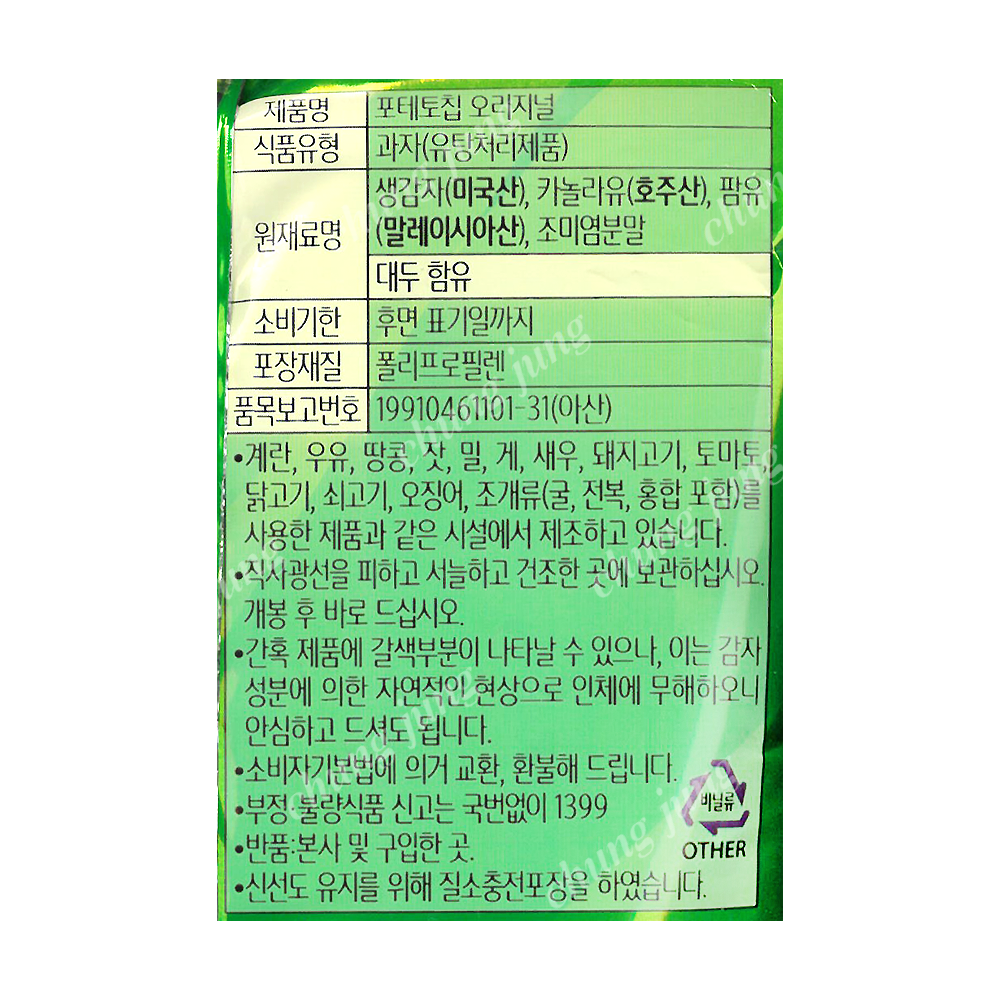 제품명 포테토칩 오리지널
식품유형 과자(유탕처리제품)
원재료명 생감자(미국산), 카놀라유(호주산), 팜유
(말레이시아산), 조미염분말
대두 함유
소비기한 후면 표기일까지
포장재질 폴리프로필렌
품목보고번호 19910461101-31(아산)
•계란, 우유, 땅콩, 잣, 밀, 게, 새우, 돼지고기, 토마토
닭고기, 쇠고기, 오징어, 조개류(굴, 전복, 홍합 포함)를
사용한 제품과 같은 시설에서 제조하고 있습니다.
•직사광선을 피하고 서늘하고 건조한 곳에 보관하십시오.
개봉 후 바로 드십시오.
•간혹 제품에 갈색부분이 나타날 수 있으나, 이는 감자
성분에 의한 자연적인 현상으로 인체에 무해하오니
안심하고 드셔도 됩니다.
•소비자기본법에 의거 교환, 환불해 드립니다.
•부정·불량식품 신고는 국번없이 1399
•반품:본사 및 구입한 곳.
•신선도 유지를 위해 질소충전포장을 하였습니다.
비닐류
OTHER
chung jung
chung jung
chung jung
chung jung
chung jung
chung jung